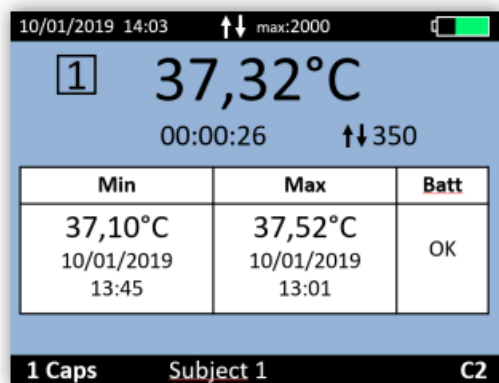 10/01/2019 14:03 ↑↓ max:2000
1 37,32°C
00:00:26 ↑↓350
Min Max Batt
37,10°C 37,52°C OK
10/01/2019 10/01/2019
13:45 13:01
1 Caps Subject 1 C2